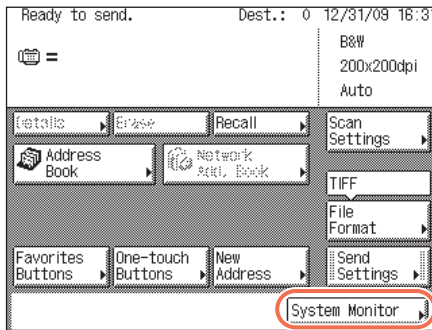 Ready to send. Dest.: 0 12/31/09 16:3
=
B&W
200x200dpi
Auto
Details Erase Recall Scan Settings
Address Book Network Add. Book
TIFF
File Format
Favorites Buttons One-touch Buttons New Address Send Settings
System Monitor